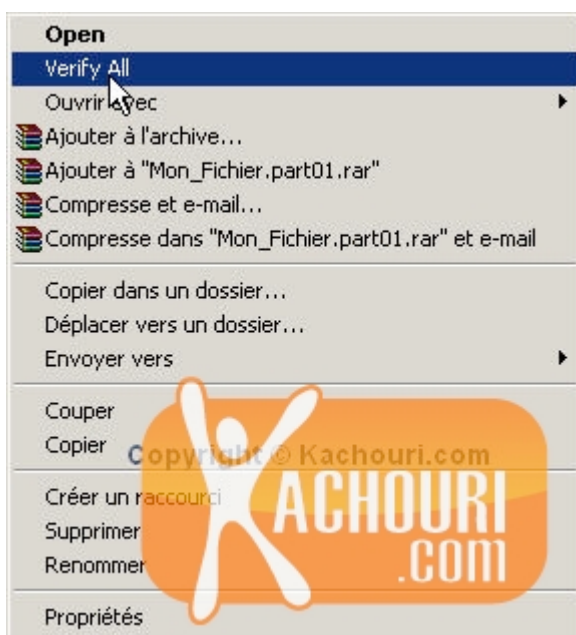 Open
Verify All
Ouvrir avec
Ajouter à l'archive...
Ajouter à "Mon_Fichier.part01.rar"
Compresse et e-mail...
Compresse dans "Mon_Fichier.part01.rar" et e-mail
Copier dans un dossier...
Déplacer vers un dossier...
Envoyer vers
Couper
Copier
Copyright © Kachouri.com
Créer un raccourci
KACHOURI
.com
Supprimer
Renommer
Propriétés